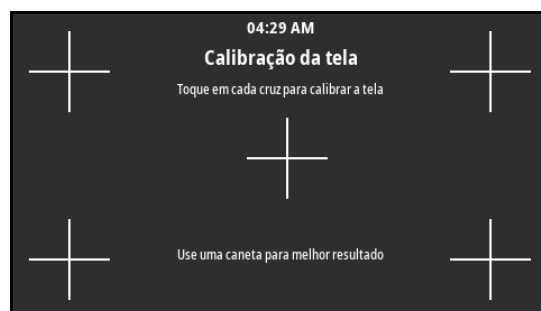 04:29 AM
Calibração da tela
Toque em cada cruz para calibrar a tela
Use uma caneta para melhor resultado